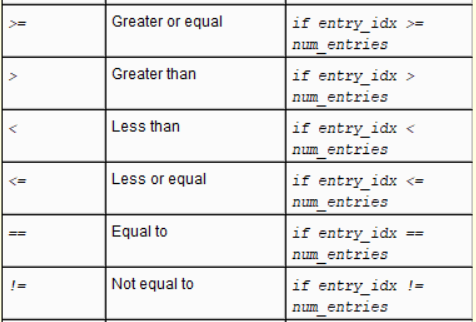 >= Greater or equal if entry_idx >=
num_entries
> Greater than if entry_idx >
num_entries
< Less than if entry_idx <
num_entries
<= Less or equal if entry_idx <=
num_entries
== Equal to if entry_idx ==
num_entries
!= Not equal to if entry_idx !=
num_entries